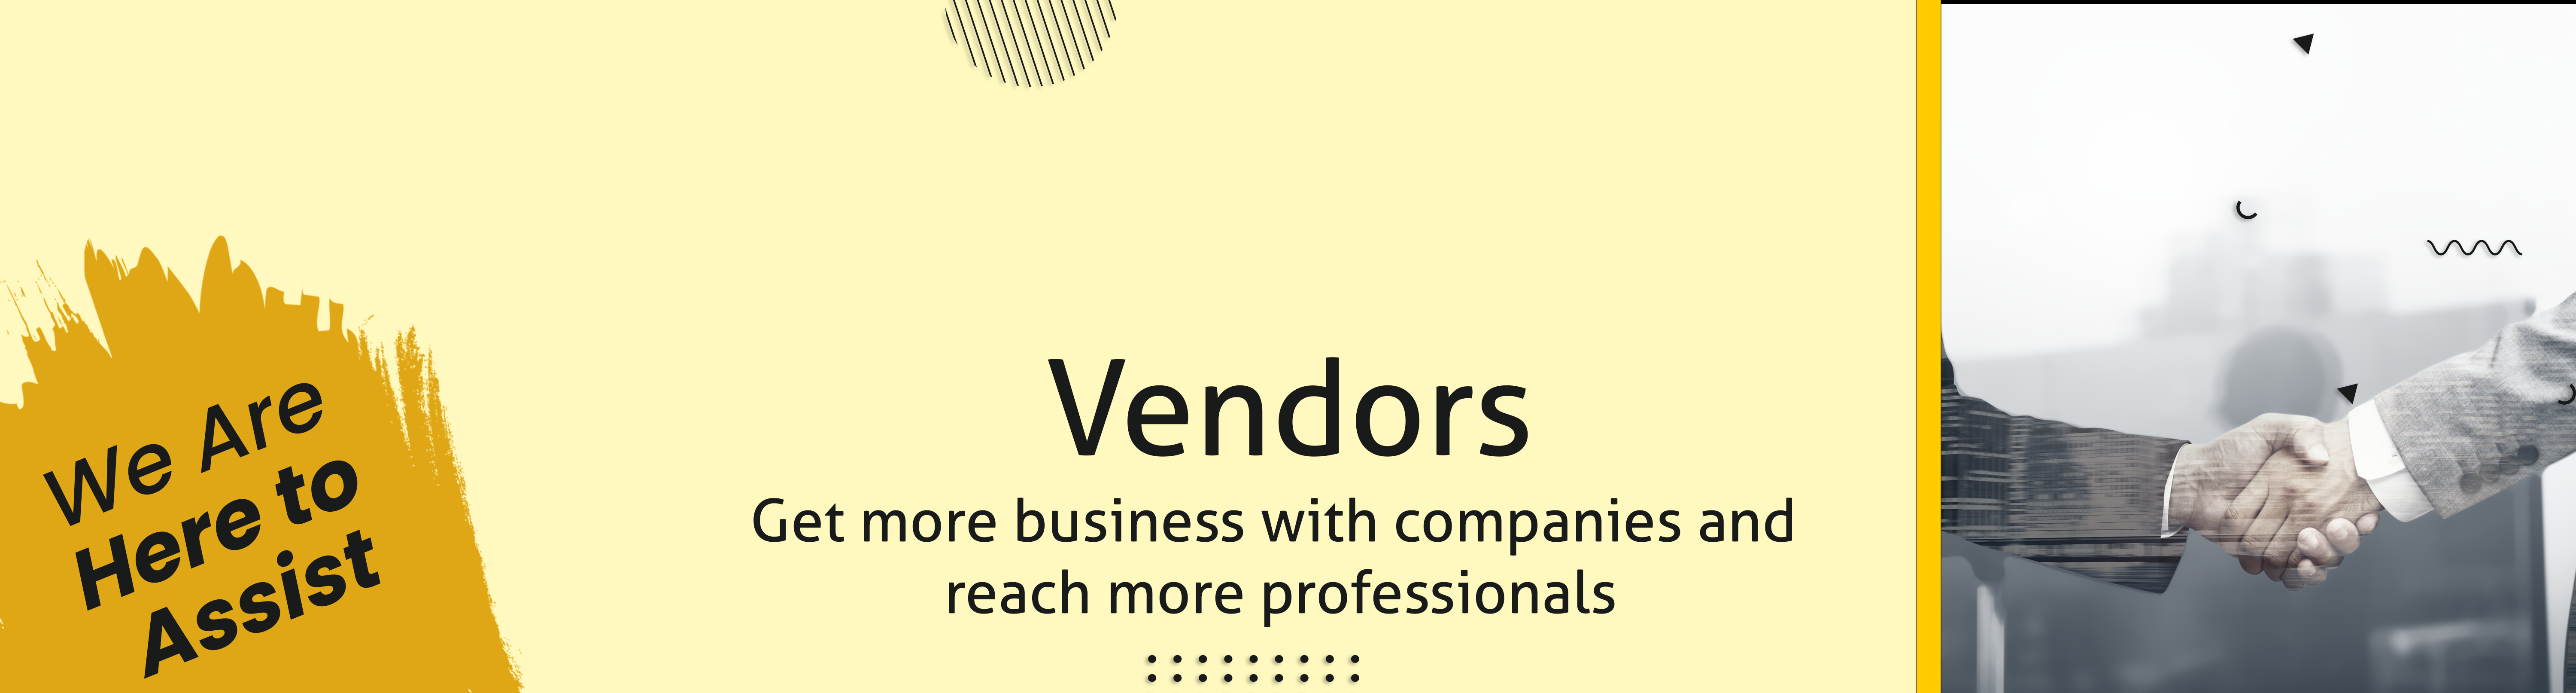 We Are
Here to
Assist
Vendors
Get more business with companies and
reach more professionals